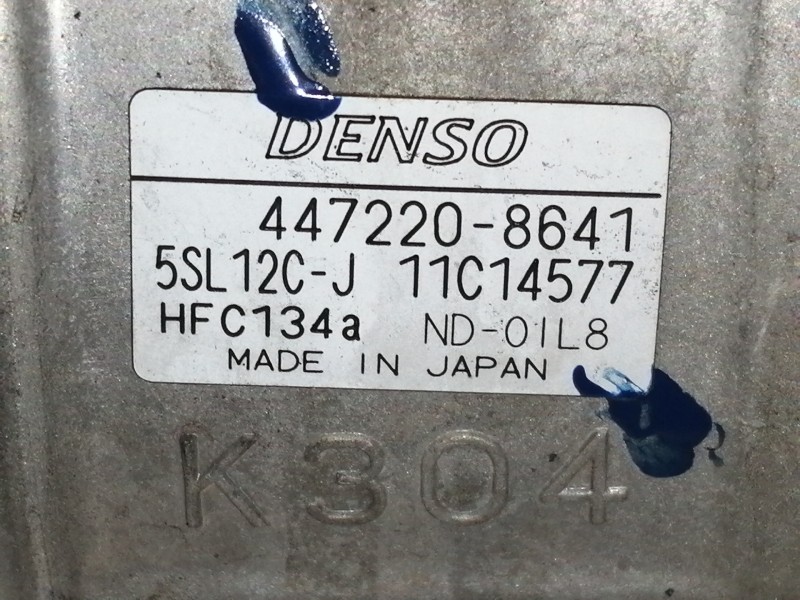 DENSO
447220-8641
5SL12C-J 11C14577
HFC134a ND-OIL8
MADE IN JAPAN
K304